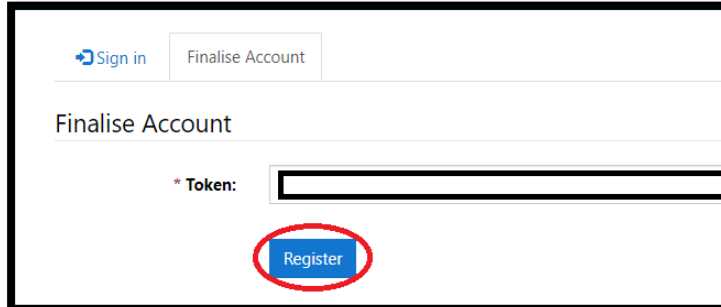 Sign in Finalise Account
Finalise Account
* Token:
Register